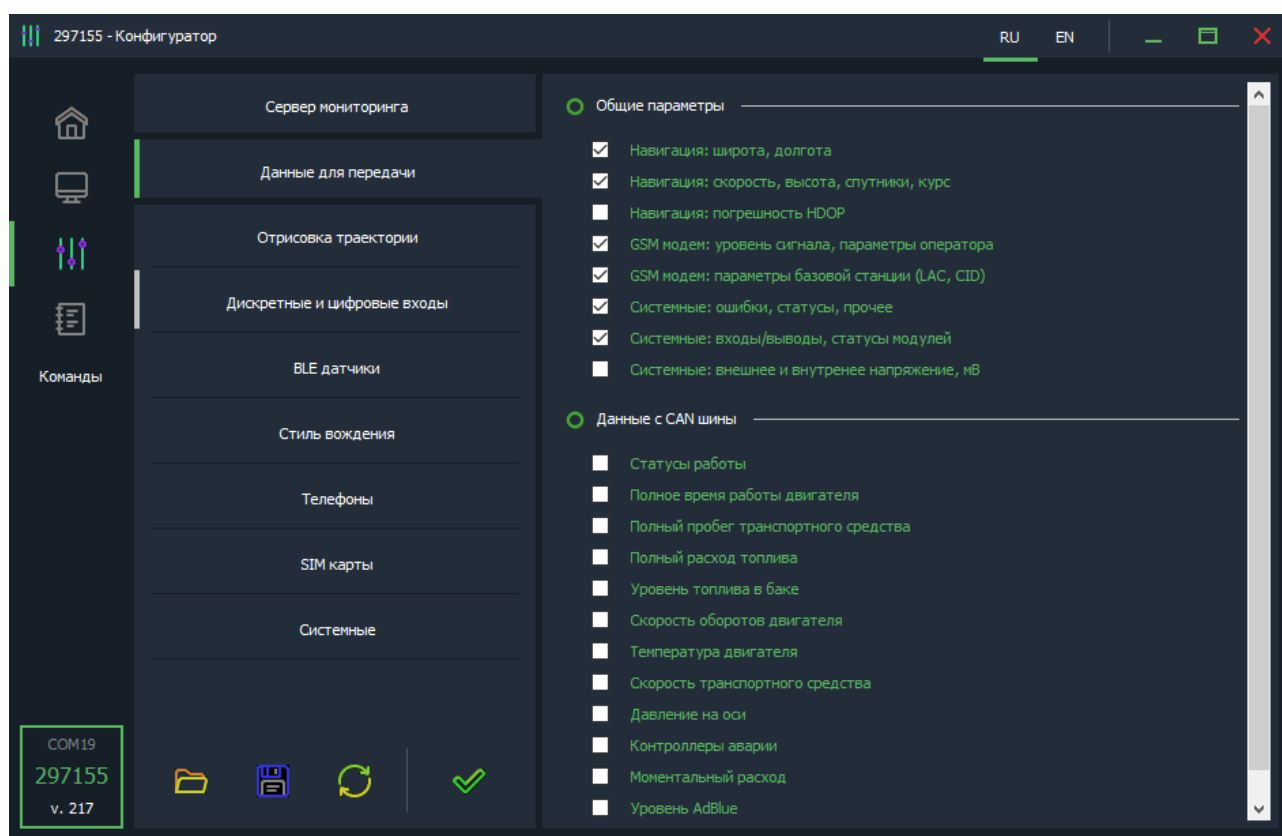 297155 - Конфигуратор
RU
EN
Команды
COM19
297155
v. 217
Сервер мониторинга
Данные для передачи
Отрисовка траектории
Дискретные и цифровые входы
BLE датчики
Стиль вождения
Телефоны
SIM карты
Системные
Общие параметры
Навигация: широта, долгота
Навигация: скорость, высота, спутники, курс
Навигация: погрешность HDOP
GSM модем: уровень сигнала, параметры оператора
GSM модем: параметры базовой станции (LAC, CID)
Системные: ошибки, статусы, прочее
Системные: входы/выводы, статусы модулей
Системные: внешнее и внутренее напряжение, мВ
Данные с CAN шины
Статусы работы
Полное время работы двигателя
Полный пробег транспортного средства
Полный расход топлива
Уровень топлива в баке
Скорость оборотов двигателя
Температура двигателя
Скорость транспортного средства
Давление на оси
Контроллеры аварии
Моментальный расход
Уровень AdBlue